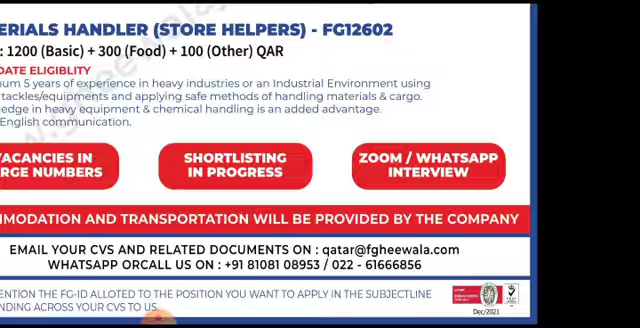 ERIALS HANDLER (STORE HELPERS) - FG12602
: 1200 (Basic) + 300 (Food) + 100 (Other) QAR
DATE ELIGIBLITY
num 5 years of experience in heavy industries or an Industrial Environment using
tackles/equipments and applying safe methods of handling materials & cargo.
edge in heavy equipment & chemical handling is an added advantage.
English communication.
VACANCIES IN
RGE NUMBERS
SHORTLISTING
IN PROGRESS
ZOOM / WHATSAPP
INTERVIEW
MMODATION AND TRANSPORTATION WILL BE PROVIDED BY THE COMPANY
EMAIL YOUR CVS AND RELATED DOCUMENTS ON : qatar@fgheewala.com
WHATSAPP ORCALL US ON : +91 81081 08953 / 022 - 61666856
ENTION THE FG-ID ALLOTED TO THE POSITION YOU WANT TO APPLY IN THE SUBJECTLINE
NDING ACROSS YOUR CVS TO US.
Dec/2021